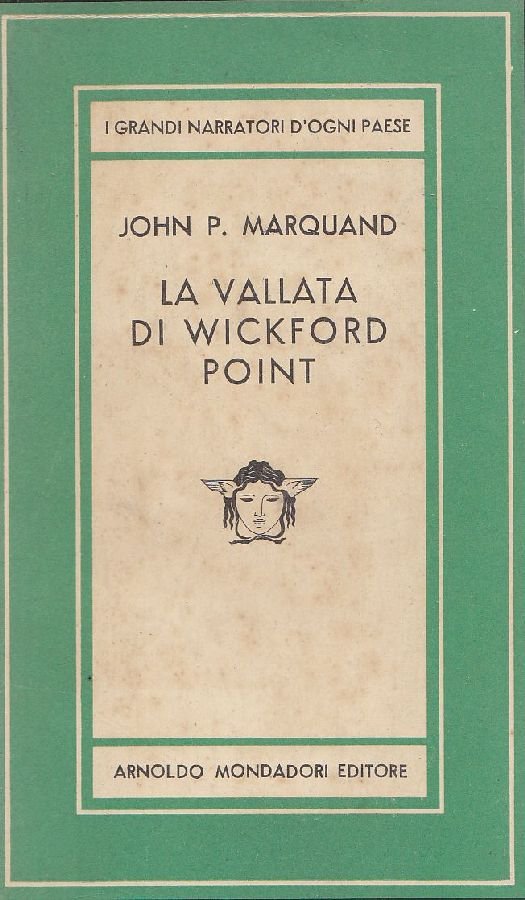 I GRANDI NARRATORI D'OGNI PAESE
JOHN P. MARQUAND
LA VALLATA
DI WICKFORD
POINT
ARNOLDO MONDADORI EDITORE